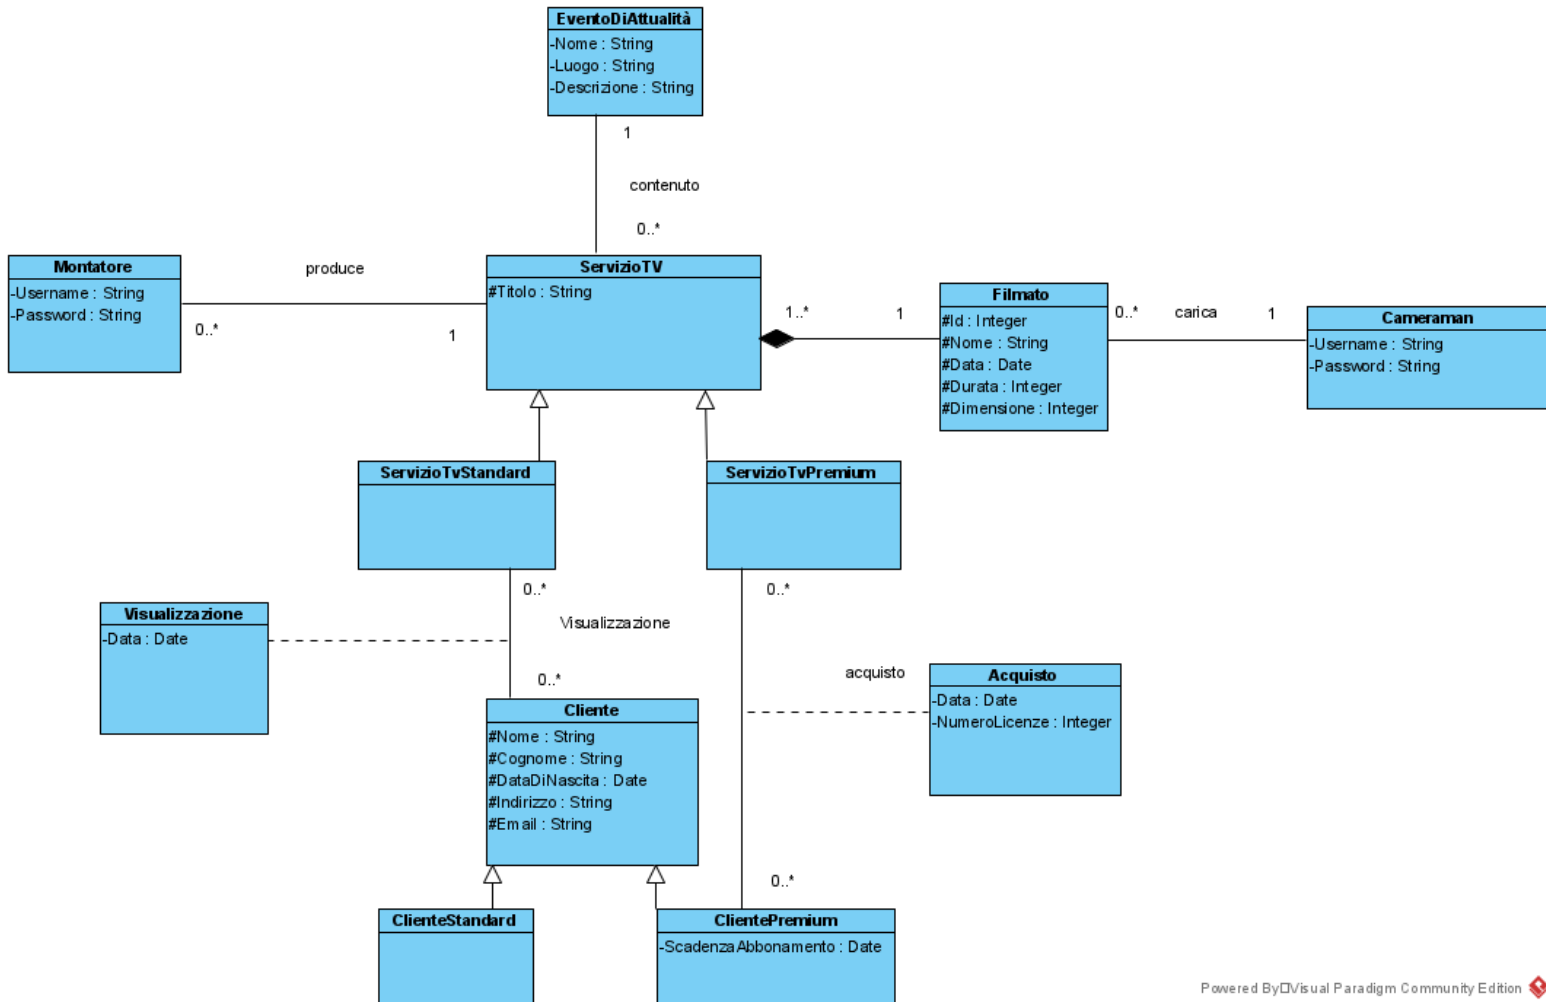 EventoDiAttualità
-Nome : String
-Luogo : String
-Descrizione : String
1
contenuto
0..*
Montatore
-Username : String
-Password : String
produce
0..*
1
ServizioTV
#Titolo : String
1..*
1
Filmato
#Id : Integer
#Nome : String
#Data : Date
#Durata : Integer
#Dimensione : Integer
0..*
carica
1
Cameraman
-Username : String
-Password : String
ServizioTvStandard
ServizioTvPremium
0..*
0..*
Visualizzazione
-Data : Date
Visualizzazione
0..*
acquisto
Acquisto
-Data : Date
-NumeroLicenze : Integer
Cliente
#Nome : String
#Cognome : String
#DataDiNascita : Date
#Indirizzo : String
#Email : String
0..*
ClienteStandard
ClientePremium
-ScadenzaAbbonamento : Date
Powered By□Visual Paradigm Community Edition